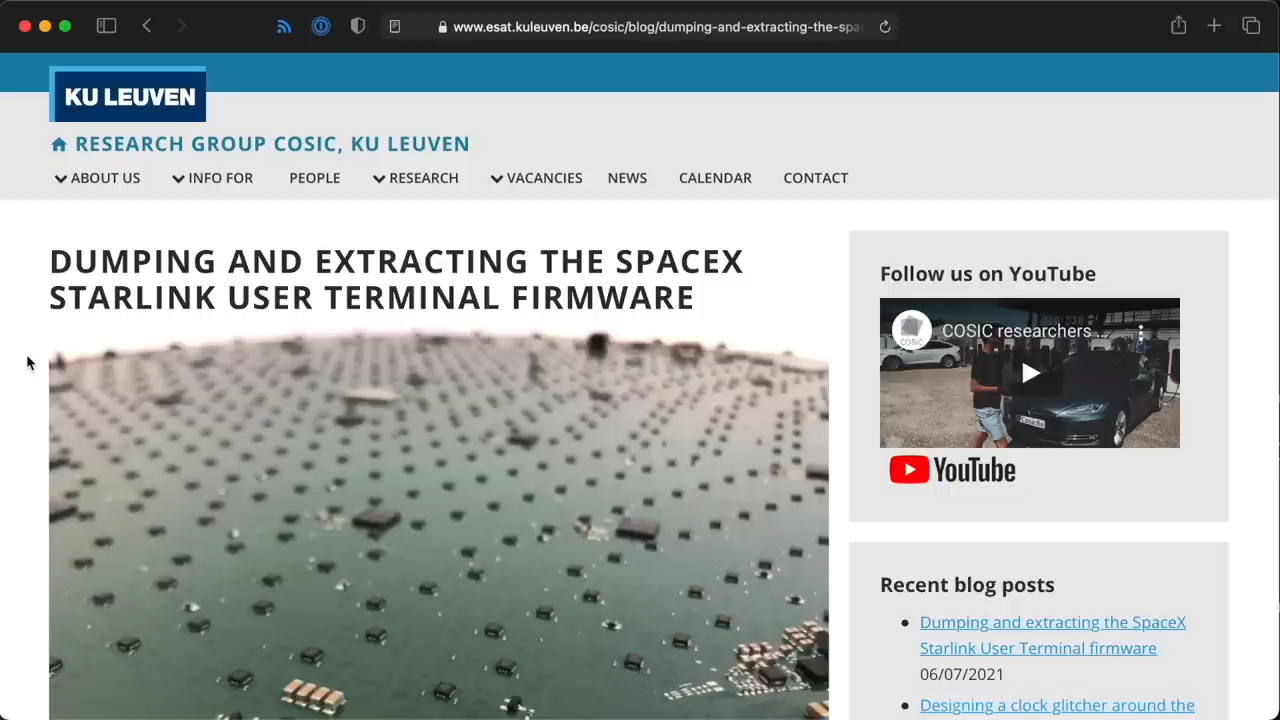 www.esat.kuleuven.be/cosic/blog/dumping-and-extracting-the-spa
KU LEUVEN
RESEARCH GROUP COSIC, KU LEUVEN
ABOUT US
INFO FOR
PEOPLE
RESEARCH
VACANCIES
NEWS
CALENDAR
CONTACT
DUMPING AND EXTRACTING THE SPACEX
STARLINK USER TERMINAL FIRMWARE
Follow us on YouTube
COSIC
COSIC researchers ...
YouTube
Recent blog posts
Dumping and extracting the SpaceX
Starlink User Terminal firmware
06/07/2021
Designing a clock glitcher around the